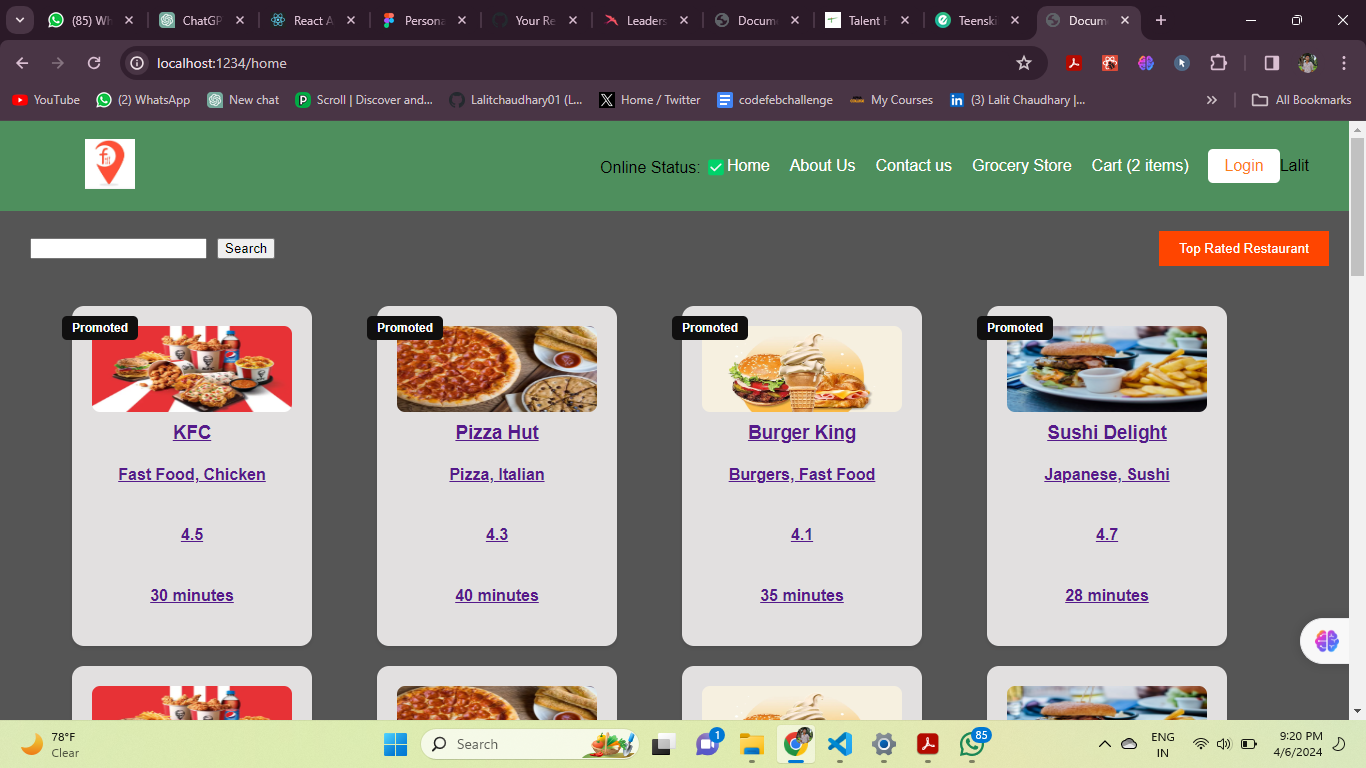 (85) Wh
ChatGP
React A
Persona
Your Re
Leaders
Docum
Talent H
Teenski
Docum
localhost:1234/home
YouTube
(2) WhatsApp
New chat
Scroll | Discover and...
Lalitchaudhary01 (L...
Home / Twitter
codefebchallenge
My Courses
(3) Lalit Chaudhary |...
All Bookmarks
Online Status: ✅ Home About Us Contact us Grocery Store Cart (2 items) Login Lalit
Search
Top Rated Restaurant
Promoted
KFC
Fast Food, Chicken
4.5
30 minutes
Promoted
Pizza Hut
Pizza, Italian
4.3
40 minutes
Promoted
Burger King
Burgers, Fast Food
4.1
35 minutes
Promoted
Sushi Delight
Japanese, Sushi
4.7
28 minutes
78°F
Clear
Search
1
85
ENG
IN
9:20 PM
4/6/2024